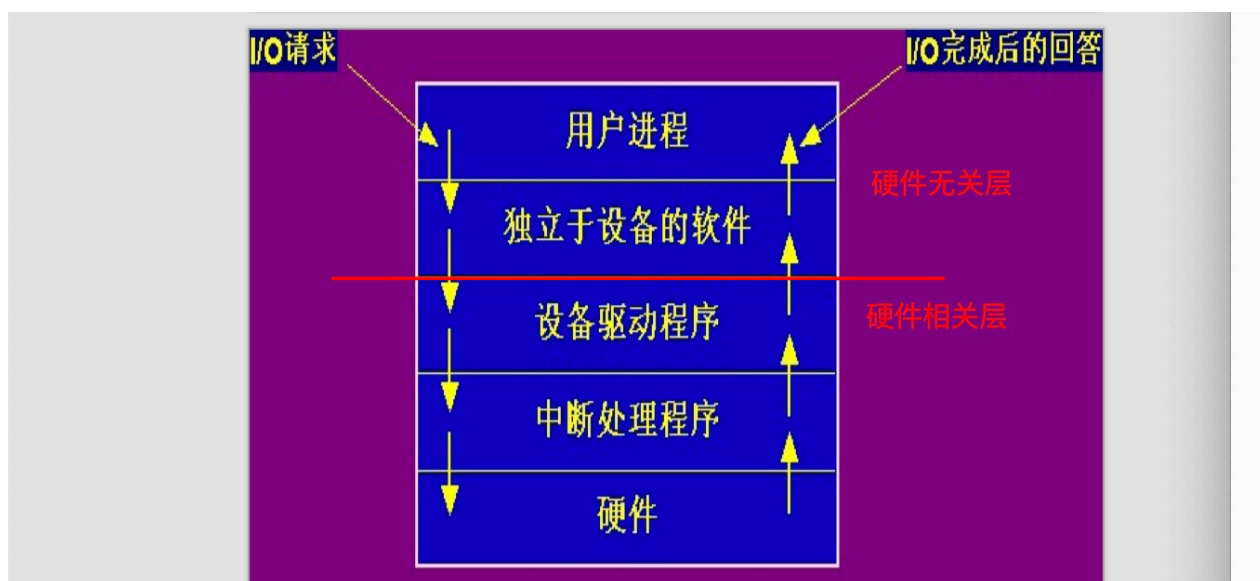 I/O请求
I/O完成后的回答
用户进程
硬件无关层
独立于设备的软件
设备驱动程序
硬件相关层
中断处理程序
硬件